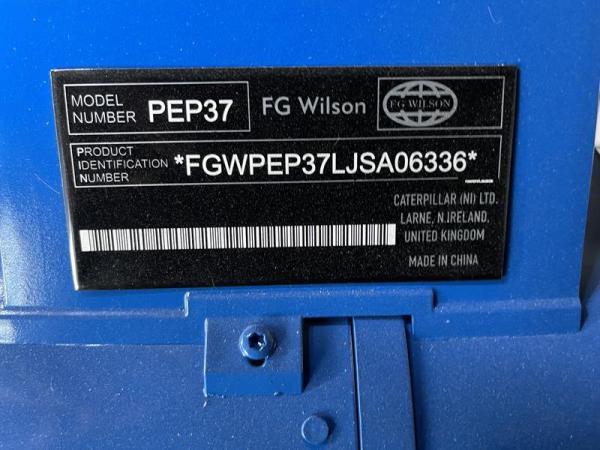 MODEL
NUMBER
PEP37
FG Wilson
FG WILSON
PRODUCT
IDENTIFICATION
NUMBER
*FGWPEP37LJSA06336*
CATERPILLAR (NI) LTD.
LARNE, N.IRELAND,
UNITED KINGDOM
MADE IN CHINA